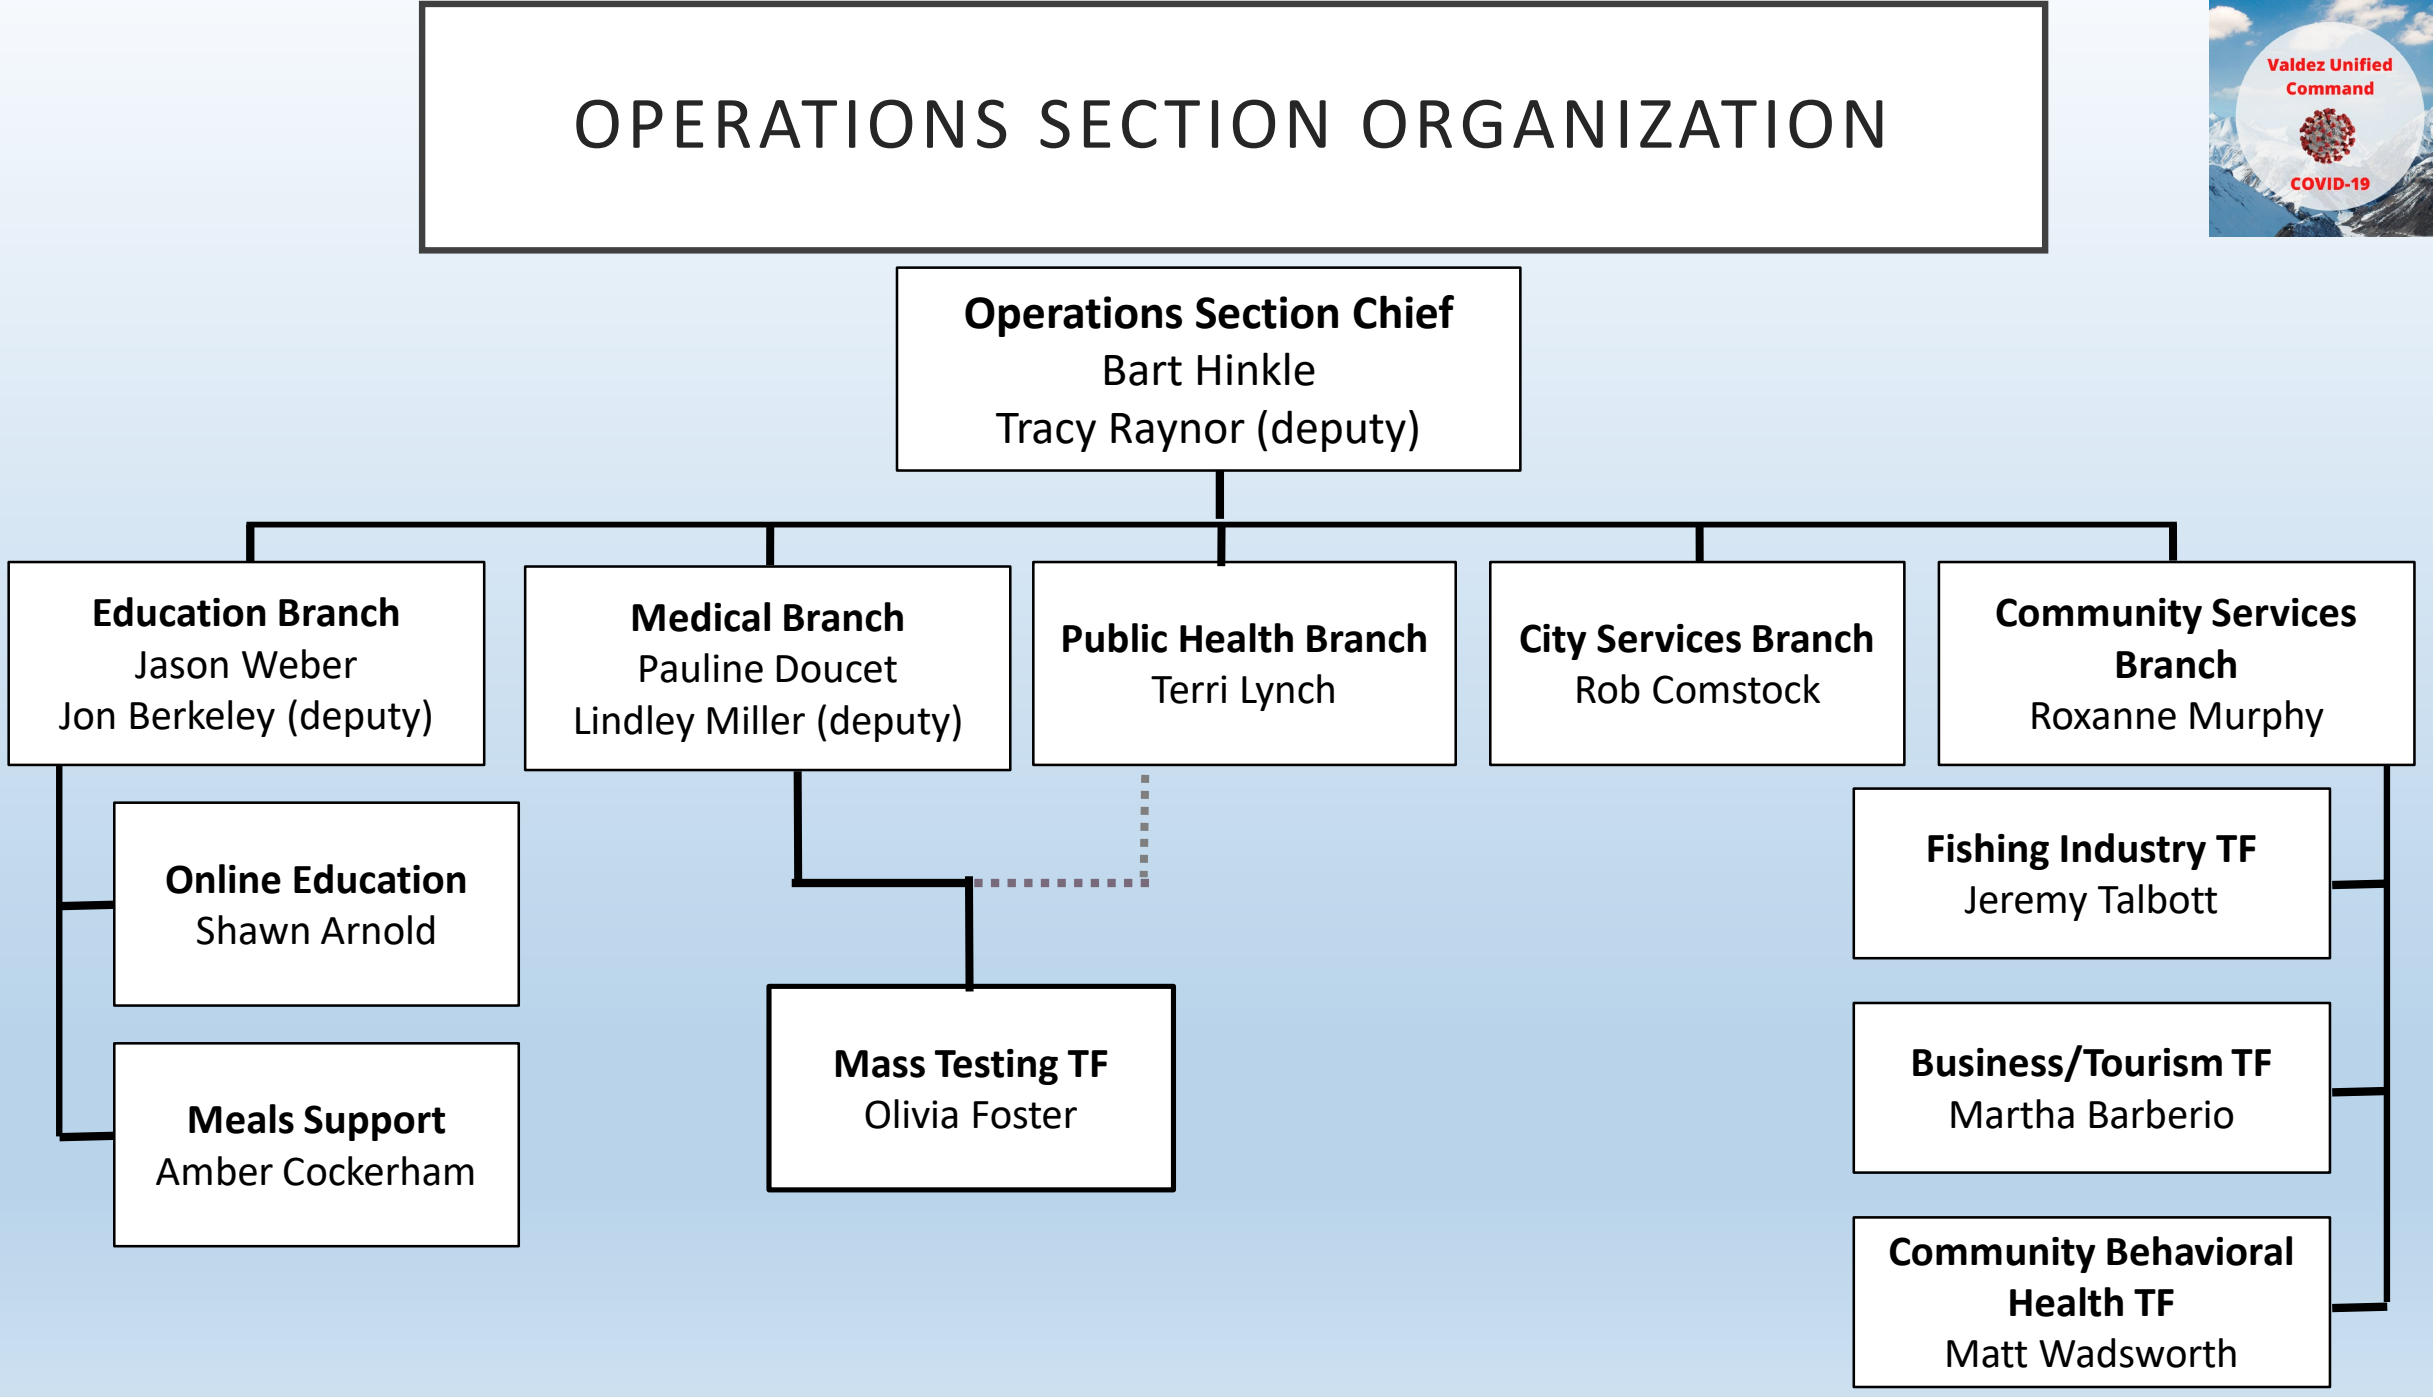 OPERATIONS SECTION ORGANIZATION
Valdez Unified
Command
COVID-19
Operations Section Chief
Bart Hinkle
Tracy Raynor (deputy)
Education Branch
Jason Weber
Jon Berkeley (deputy)
Medical Branch
Pauline Doucet
Lindley Miller (deputy)
Public Health Branch
Terri Lynch
City Services Branch
Rob Comstock
Community Services
Branch
Roxanne Murphy
Online Education
Shawn Arnold
Meals Support
Amber Cockerham
Mass Testing TF
Olivia Foster
Fishing Industry TF
Jeremy Talbott
Business/Tourism TF
Martha Barberio
Community Behavioral
Health TF
Matt Wadsworth